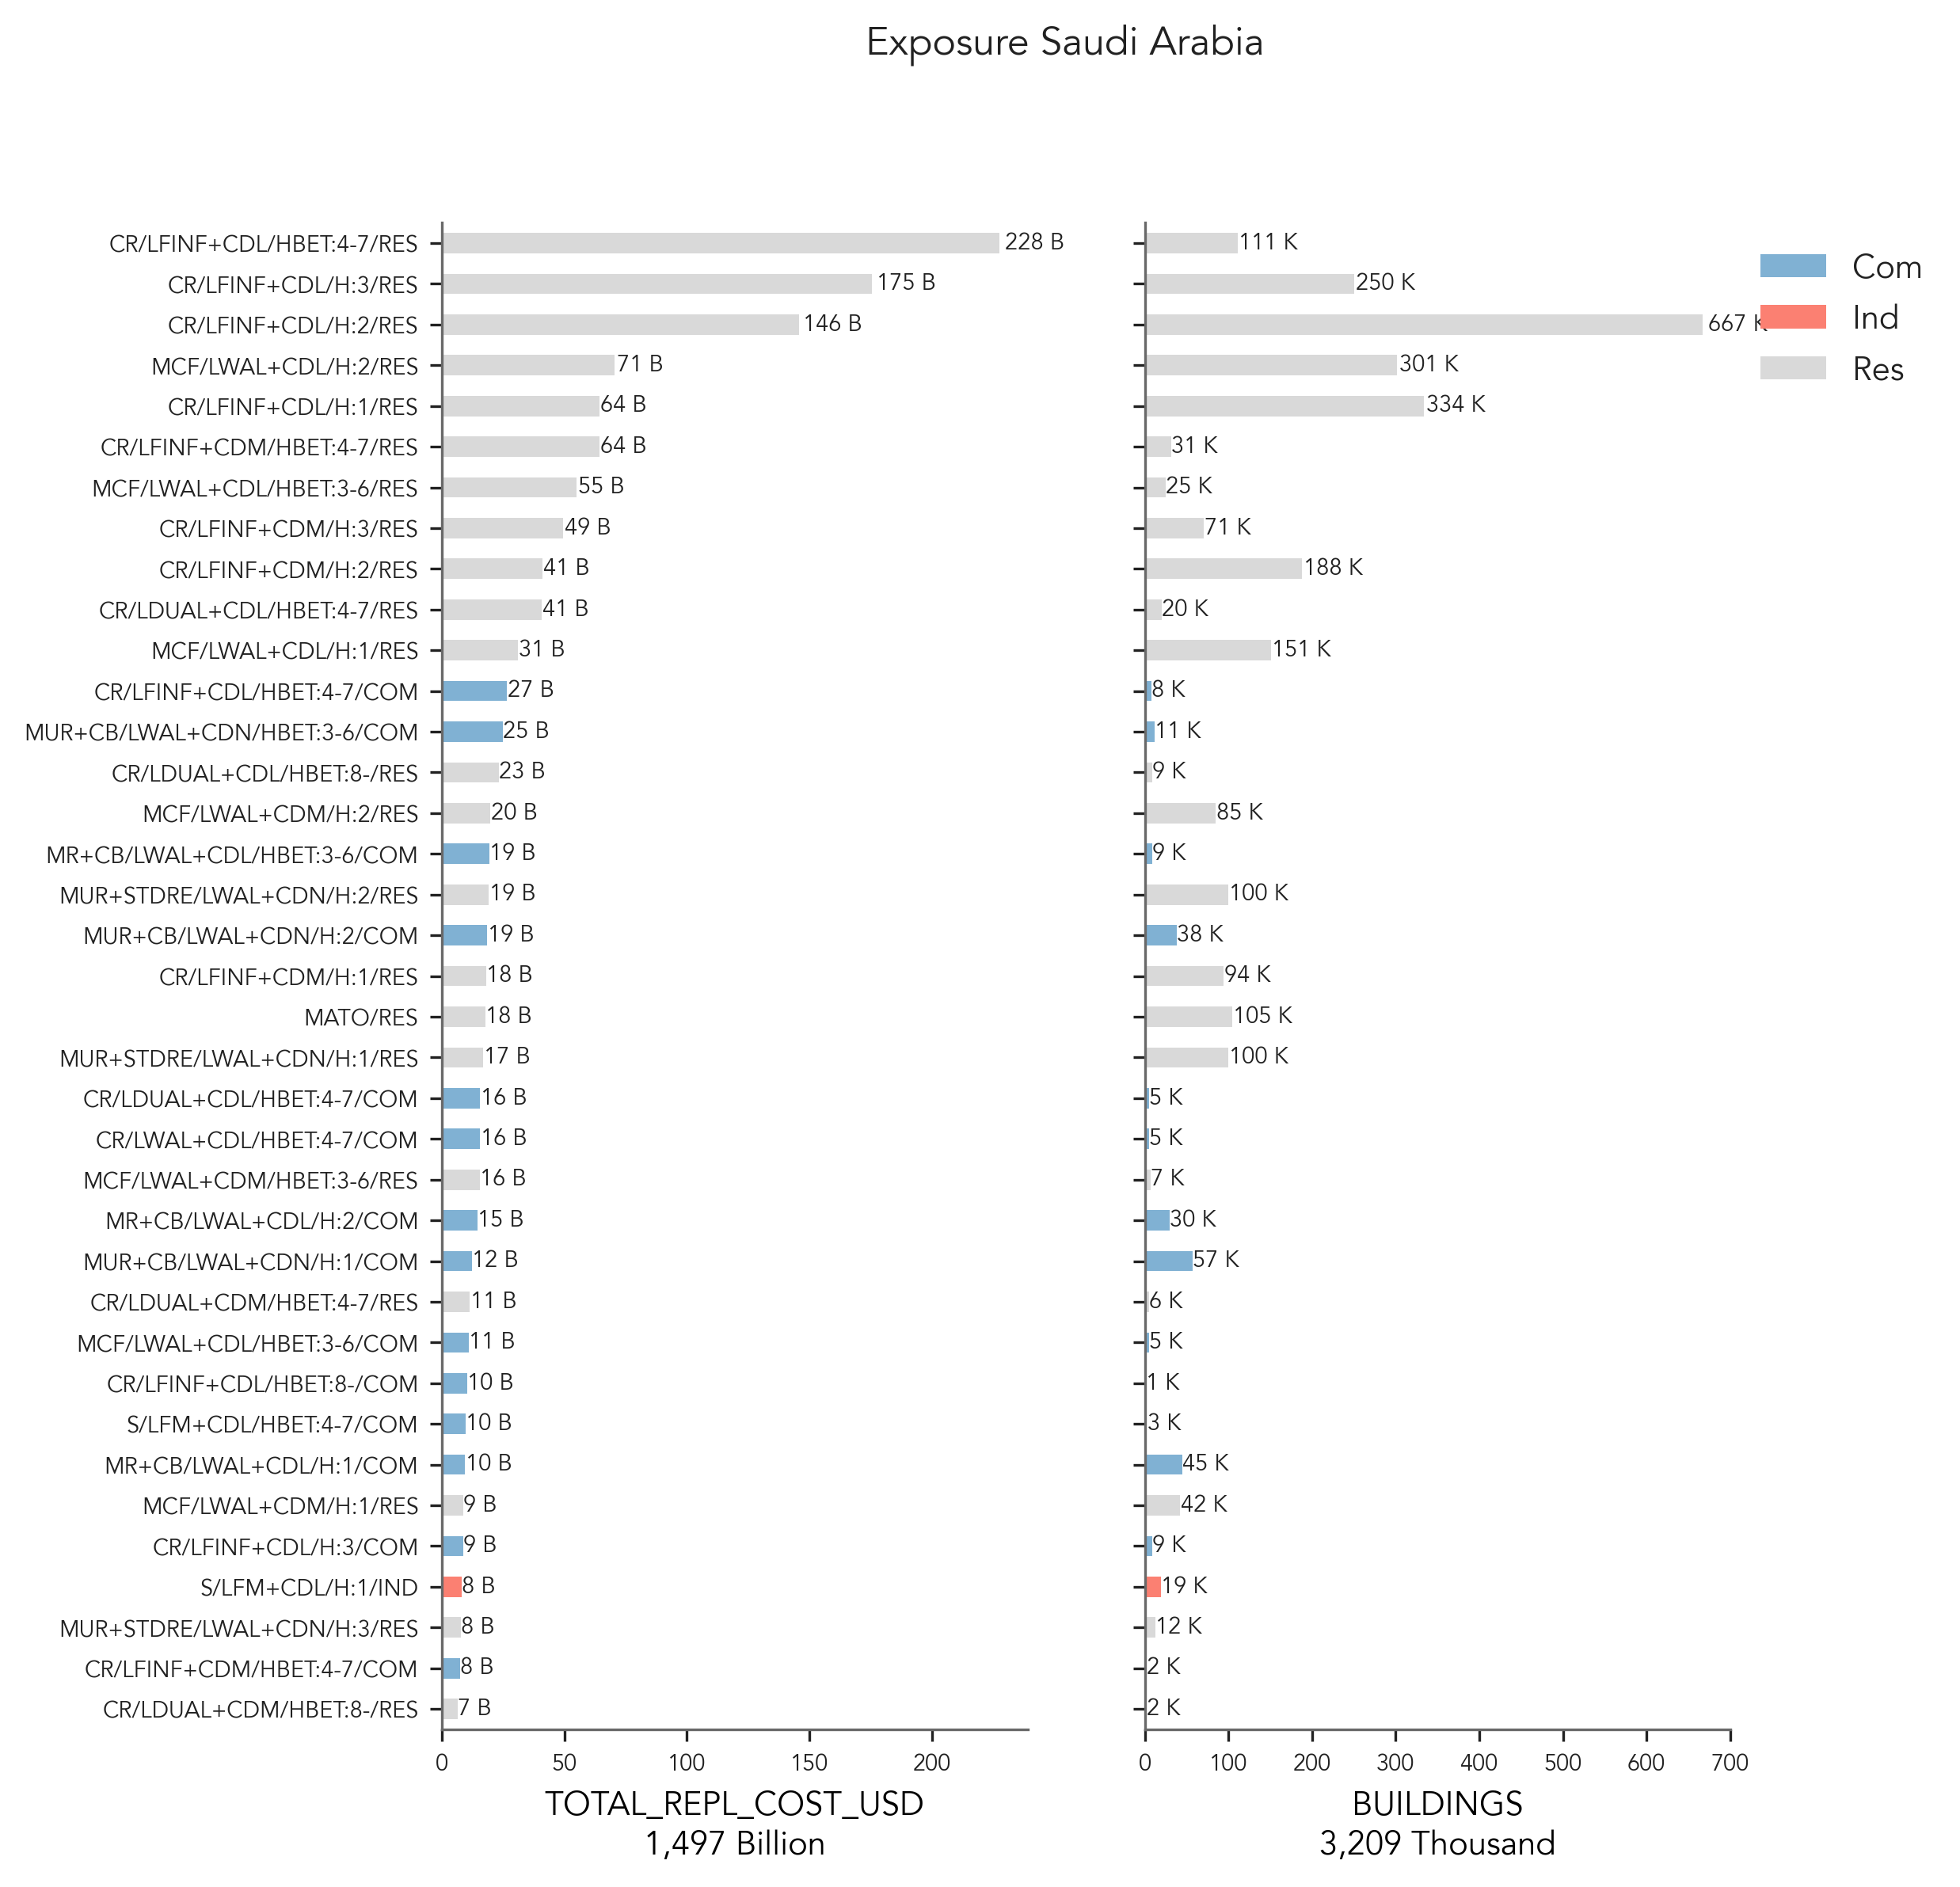 Exposure Saudi Arabia
CR/LFINF+CDL/HBET:4-7/RES 228 B 111 K
CR/LFINF+CDL/H:3/RES 175 B 250 K
CR/LFINF+CDL/H:2/RES 146 B 667 K
MCF/LWAL+CDL/H:2/RES 71 B 301 K
CR/LFINF+CDL/H:1/RES 64 B 334 K
CR/LFINF+CDM/HBET:4-7/RES 64 B 31 K
MCF/LWAL+CDL/HBET:3-6/RES 55 B 25 K
CR/LFINF+CDM/H:3/RES 49 B 71 K
CR/LFINF+CDM/H:2/RES 41 B 188 K
CR/LDUAL+CDL/HBET:4-7/RES 41 B 20 K
MCF/LWAL+CDL/H:1/RES 31 B 151 K
CR/LFINF+CDL/HBET:4-7/COM 27 B 8 K
MUR+CB/LWAL+CDN/HBET:3-6/COM 25 B 11 K
CR/LDUAL+CDL/HBET:8-/RES 23 B 9 K
MCF/LWAL+CDM/H:2/RES 20 B 85 K
MR+CB/LWAL+CDL/HBET:3-6/COM 19 B 9 K
MUR+STDRE/LWAL+CDN/H:2/RES 19 B 100 K
MUR+CB/LWAL+CDN/H:2/COM 19 B 38 K
CR/LFINF+CDM/H:1/RES 18 B 94 K
MATO/RES 18 B 105 K
MUR+STDRE/LWAL+CDN/H:1/RES 17 B 100 K
CR/LDUAL+CDL/HBET:4-7/COM 16 B 5 K
CR/LWAL+CDL/HBET:4-7/COM 16 B 5 K
MCF/LWAL+CDM/HBET:3-6/RES 16 B 7 K
MR+CB/LWAL+CDL/H:2/COM 15 B 30 K
MUR+CB/LWAL+CDN/H:1/COM 12 B 57 K
CR/LDUAL+CDM/HBET:4-7/RES 11 B 6 K
MCF/LWAL+CDL/HBET:3-6/COM 11 B 5 K
CR/LFINF+CDL/HBET:8-/COM 10 B 1 K
S/LFM+CDL/HBET:4-7/COM 10 B 3 K
MR+CB/LWAL+CDL/H:1/COM 10 B 45 K
MCF/LWAL+CDM/H:1/RES 9 B 42 K
CR/LFINF+CDL/H:3/COM 9 B 9 K
S/LFM+CDL/H:1/IND 8 B 19 K
MUR+STDRE/LWAL+CDN/H:3/RES 8 B 12 K
CR/LFINF+CDM/HBET:4-7/COM 8 B 2 K
CR/LDUAL+CDM/HBET:8-/RES 7 B 2 K
0 50 100 150 200
TOTAL_REPL_COST_USD
1,497 Billion
0 100 200 300 400 500 600 700
BUILDINGS
3,209 Thousand
Com
Ind
Res